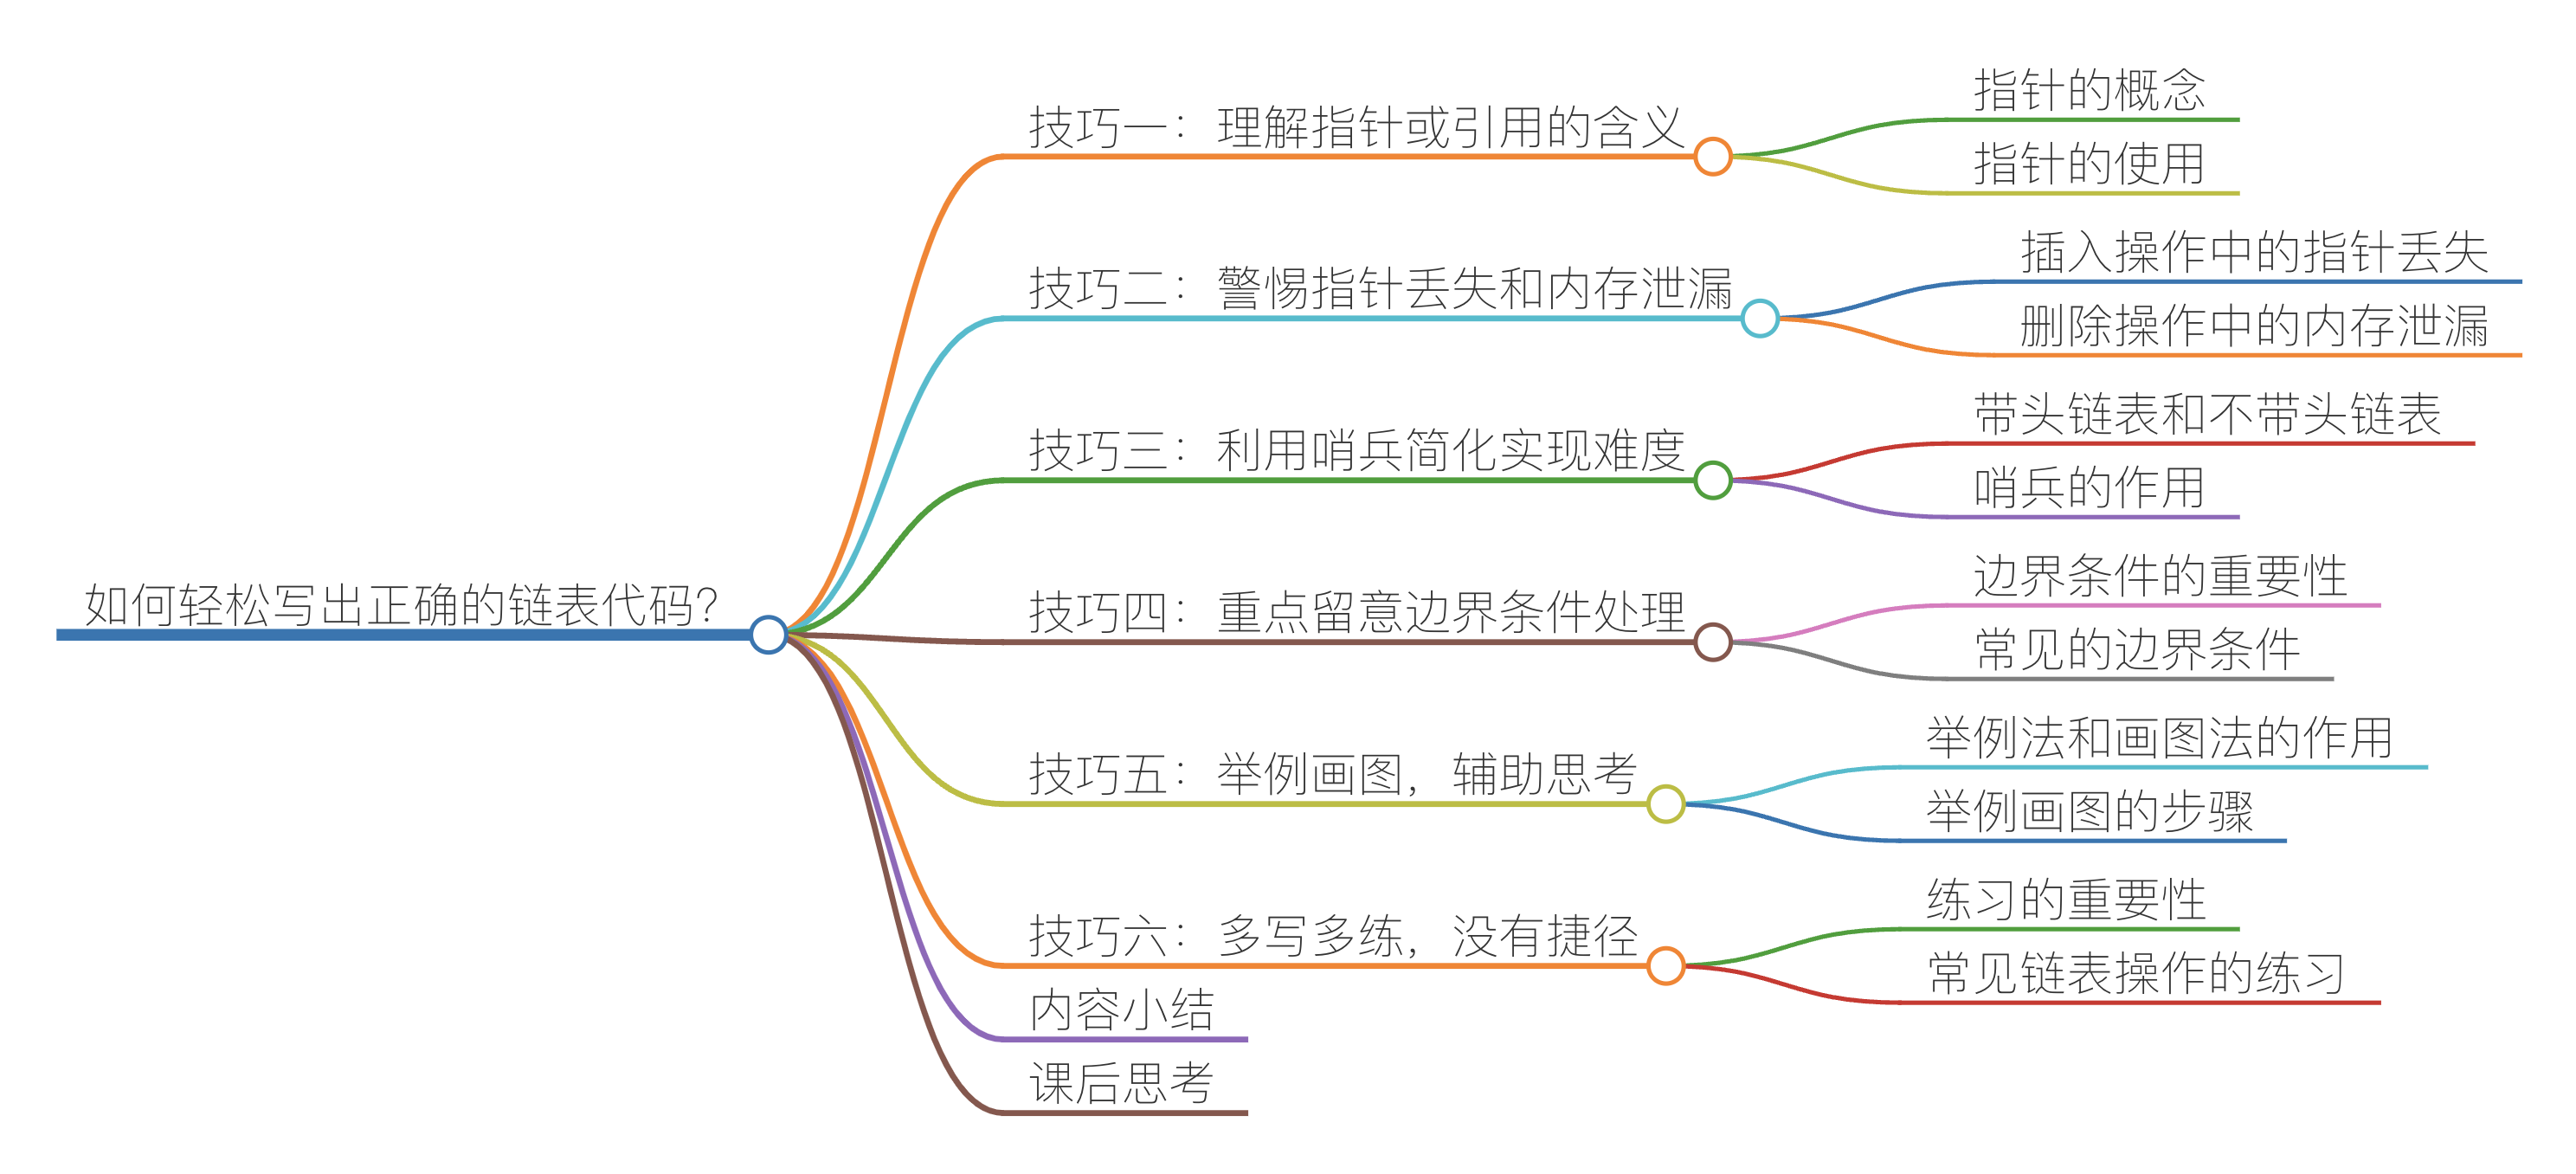 如何轻松写出正确的链表代码？
技巧一：理解指针或引用的含义
指针的概念
指针的使用
技巧二：警惕指针丢失和内存泄漏
插入操作中的指针丢失
删除操作中的内存泄漏
技巧三：利用哨兵简化实现难度
带头链表和不带头链表
哨兵的作用
技巧四：重点留意边界条件处理
边界条件的重要性
常见的边界条件
技巧五：举例画图，辅助思考
举例法和画图法的作用
举例画图的步骤
技巧六：多写多练，没有捷径
练习的重要性
常见链表操作的练习
内容小结
课后思考